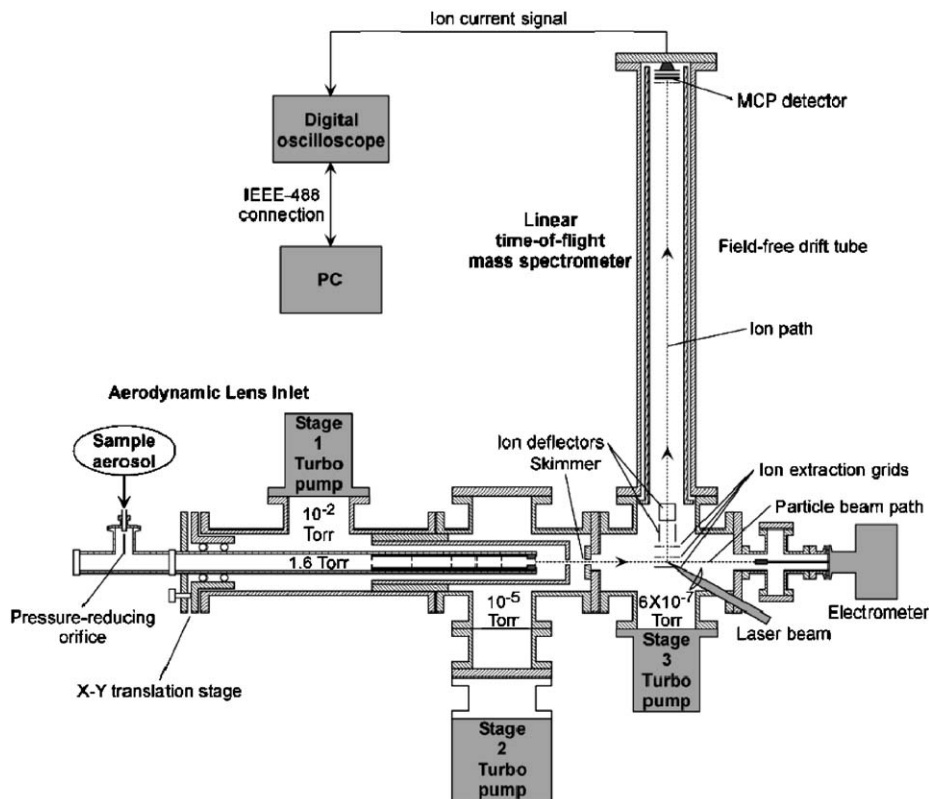 Ion current signal
MCP detector
Digital
oscilloscope
IEEE-488
connection
Linear
time-of-flight
mass spectrometer
Field-free drift tube
PC
Ion path
Aerodynamic Lens Inlet
Sample
aerosol
Stage
1
Turbo
pump
Ion deflectors
Skimmer
Ion extraction grids
Particle beam path
10-2
Torr
1.6 Torr
Pressure-reducing
orifice
10-5
Torr
6X10-7
Torr
Electrometer
Laser beam
X-Y translation stage
Stage
3
Turbo
pump
Stage
2
Turbo
pump